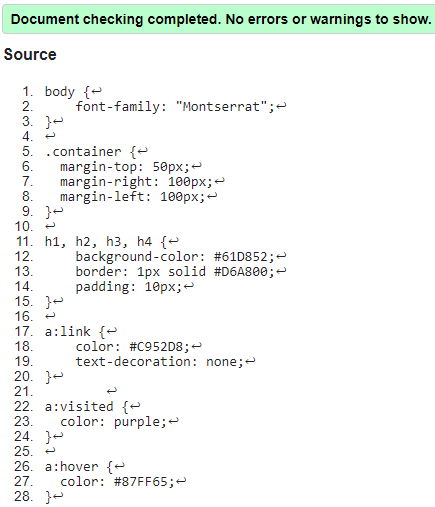 Document checking completed. No errors or warnings to show.
Source
1. body {↩
2.     font-family: "Montserrat";↩
3. }↩
4. ↩
5. .container {↩
6.   margin-top: 50px;↩
7.   margin-right: 100px;↩
8.   margin-left: 100px;↩
9. }↩
10. ↩
11. h1, h2, h3, h4 {↩
12.     background-color: #61D852;↩
13.     border: 1px solid #D6A800;↩
14.     padding: 10px;↩
15. }↩
16. ↩
17. a:link {↩
18.     color: #C952D8;↩
19.     text-decoration: none;↩
20. }↩
21.         ↩
22. a:visited {↩
23.   color: purple;↩
24. }↩
25. ↩
26. a:hover {↩
27.   color: #87FF65;↩
28. }↩